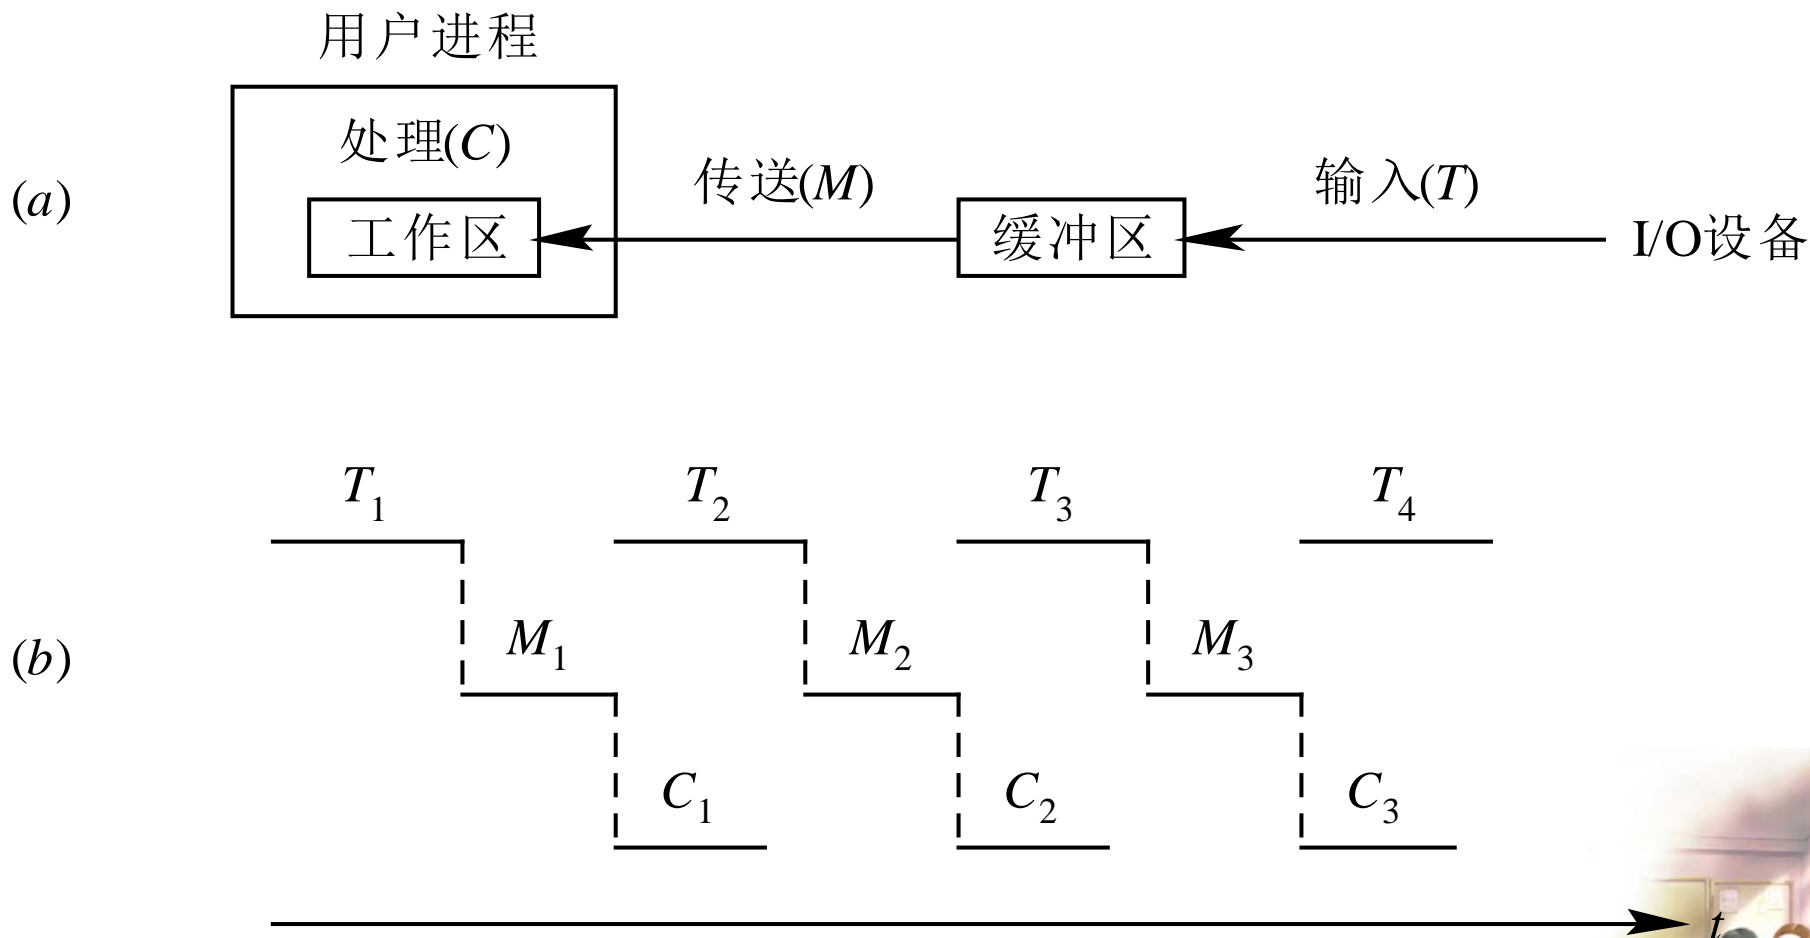 用户进程
处理(C)
(a)
工作区
传送(M)
缓冲区
输入(T)
I/O设备
T1 T2 T3 T4
(b)
M1 M2 M3
C1 C2 C3
t